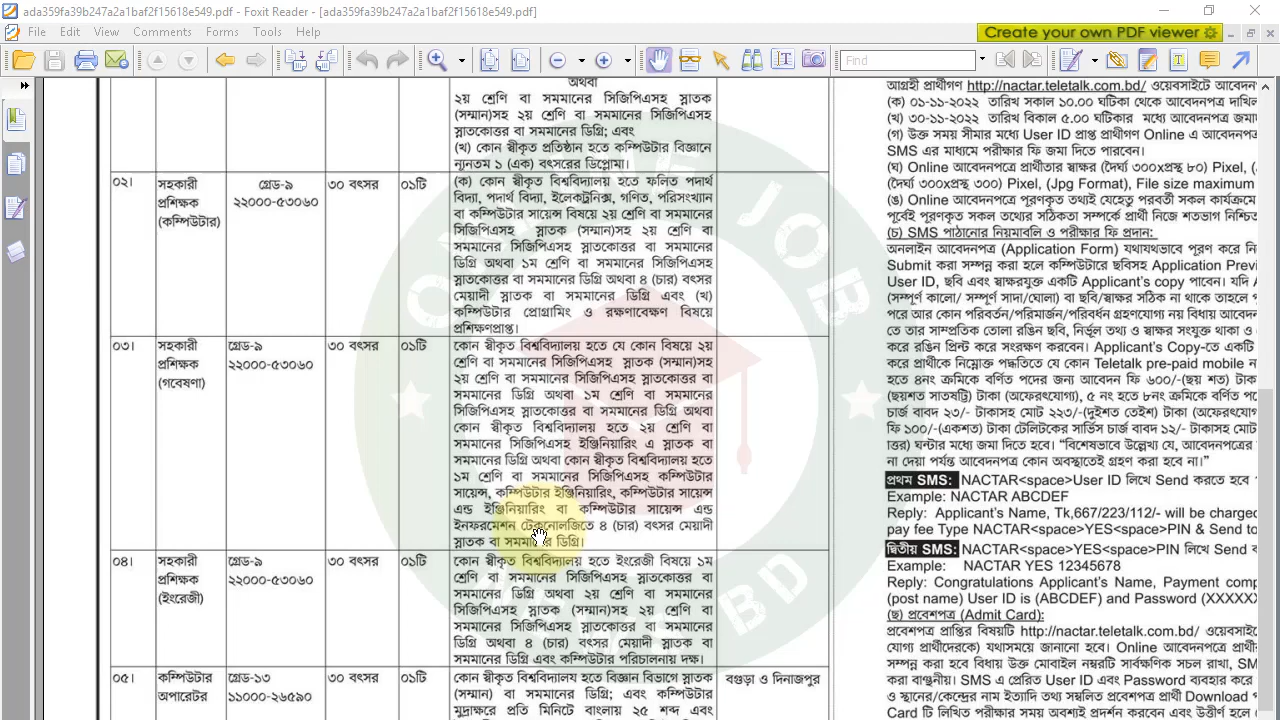 ada359fa39b247a2a1baf2f15618e549.pdf - Foxit Reader - [ada359fa39b247a2a1baf2f15618e549.pdf]
File Edit View Comments Forms Tools Help
Create your own PDF viewer
Find
অথবা
২য় শ্রেণি বা সমমানের সিজিপিএসহ স্নাতক
(সম্মান)সহ ২য় শ্রেণি বা সমমানের সিজিপিএসহ
স্নাতকোত্তর বা সমমানের ডিগ্রি; এবং
(খ) কোন স্বীকৃত প্রতিষ্ঠান হতে কম্পিউটার বিজ্ঞানে
ন্যূনতম ১ (এক) বৎসরের ডিপ্লোমা।
০২।
সহকারী
প্রশিক্ষক
(কম্পিউটার)
গ্রেড-৯
২২০০০-৫৩০৬০
৩০ বৎসর
০১টি
(ক) কোন স্বীকৃত বিশ্ববিদ্যালয় হতে ফলিত পদার্থ
বিদ্যা, পদার্থ বিদ্যা, ইলেকট্রনিক্স, গণিত, পরিসংখ্যান
বা কম্পিউটার সায়েন্স বিষয়ে ২য় শ্রেণি বা সমমানের
সিজিপিএসহ স্নাতক (সম্মান)সহ ২য় শ্রেণি বা
সমমানের সিজিপিএসহ স্নাতকোত্তর বা সমমানের
ডিগ্রি অথবা ১ম শ্রেণি বা সমমানের সিজিপিএসহ
স্নাতকোত্তর বা সমমানের ডিগ্রি অথবা ৪ (চার) বৎসর
মেয়াদী স্নাতক বা সমমানের ডিগ্রি এবং (খ)
কম্পিউটার প্রোগ্রামিং ও রক্ষণাবেক্ষণ বিষয়ে
প্রশিক্ষণপ্রাপ্ত।
০৩।
সহকারী
প্রশিক্ষক
(গবেষণা)
গ্রেড-৯
২২০০০-৫৩০৬০
৩০ বৎসর
০১টি
কোন স্বীকৃত বিশ্ববিদ্যালয় হতে যে কোন বিষয়ে ২য়
শ্রেণি বা সমমানের সিজিপিএসহ স্নাতক (সম্মান)সহ
২য় শ্রেণি বা সমমানের সিজিপিএসহ স্নাতকোত্তর বা
সমমানের ডিগ্রি অথবা ১ম শ্রেণি বা সমমানের
সিজিপিএসহ স্নাতকোত্তর বা সমমানের ডিগ্রি অথবা
কোন স্বীকৃত বিশ্ববিদ্যালয় হতে ২য় শ্রেণি বা
সমমানের সিজিপিএসহ ইঞ্জিনিয়ারিং এ স্নাতক বা
সমমানের ডিগ্রি অথবা কোন স্বীকৃত বিশ্ববিদ্যালয় হতে
১ম শ্রেণি বা সমমানের সিজিপিএসহ কম্পিউটার
সায়েন্স, কম্পিউটার ইঞ্জিনিয়ারিং, কম্পিউটার সায়েন্স
এন্ড ইঞ্জিনিয়ারিং বা কম্পিউটার সায়েন্স এন্ড
ইনফরমেশন টেকনোলজিতে ৪ (চার) বৎসর মেয়াদী
স্নাতক বা সমমানের ডিগ্রি।
০৪।
সহকারী
প্রশিক্ষক
(ইংরেজী)
গ্রেড-৯
২২০০০-৫৩০৬০
৩০ বৎসর
০১টি
কোন স্বীকৃত বিশ্ববিদ্যালয় হতে ইংরেজী বিষয়ে ১ম
শ্রেণি বা সমমানের সিজিপিএসহ স্নাতকোত্তর বা
সমমানের ডিগ্রি অথবা ২য় শ্রেণি বা সমমানের
সিজিপিএসহ স্নাতক (সম্মান)সহ ২য় শ্রেণি বা
সমমানের সিজিপিএসহ স্নাতকোত্তর বা সমমানের
ডিগ্রি অথবা ৪ (চার) বৎসর মেয়াদী স্নাতক বা
সমমানের ডিগ্রি এবং কম্পিউটার পরিচালনায় দক্ষ।
০৫।
কম্পিউটার
অপারেটর
গ্রেড-১৩
১১০০০-২৬৫৯০
৩০ বৎসর
০১টি
কোন স্বীকৃত বিশ্ববিদ্যালয় হতে বিজ্ঞান বিভাগে স্নাতক
(সম্মান) বা সমমানের ডিগ্রি; এবং কম্পিউটার
মুদ্রাক্ষরে প্রতি মিনিটে বাংলায় ২৫ শব্দ এবং
বগুড়া ও দিনাজপুর
আগ্রহী প্রার্থীগণ http://nactar.teletalk.com.bd/ ওয়েবসাইটে আবেদন
(ক) ০১-১১-২০২২ তারিখ সকাল ১০.০০ ঘটিকা থেকে আবেদনপত্র দাখিল
(খ) ৩০-১১-২০২২ তারিখ বিকাল ৫.০০ ঘটিকার মধ্যে আবেদনপত্র জমা
(গ) উক্ত সময় সীমার মধ্যে User ID প্রাপ্ত প্রার্থীগণ Online এ আবেদনপত্র
SMS এর মাধ্যমে পরীক্ষার ফি জমা দিতে পারবেন।
(ঘ) Online আবেদনপত্রে প্রার্থীতার স্বাক্ষর (দৈর্ঘ্য ৩০০xপ্রস্থ ৮০) Pixel,
(দৈর্ঘ্য ৩০০xপ্রস্থ ৩০০) Pixel, (Jpg Format), File size maximum
(ঙ) Online আবেদনপত্রে পূরণকৃত তথ্যই যেহেতু পরবর্তী সকল কার্যক্রমে
পূর্বেই পূরণকৃত সকল তথ্যের সঠিকতা সম্পর্কে প্রার্থী নিজে শতভাগ নিশ্চিত
(চ) SMS পাঠানোর নিয়মাবলি ও পরীক্ষার ফি প্রদান:
অনলাইন আবেদনপত্র (Application Form) যথাযথভাবে পূরণ করে নি
Submit করা সম্পন্ন করা হলে কম্পিউটারে ছবিসহ Application Previ
User ID, ছবি এবং স্বাক্ষরযুক্ত একটি Applicant's copy পাবেন। যদি A
(সম্পূর্ণ কালো/ সম্পূর্ণ সাদা/ঘোলা) বা ছবি/স্বাক্ষর সঠিক না থাকে তাহলে প
পরে আর কোন পরিবর্তন/পরিমার্জন/পরিবর্ধন গ্রহণযোগ্য নয় বিধায় আবেদন
তে তার সাম্প্রতিক তোলা রঙিন ছবি, নির্ভুল তথ্য ও স্বাক্ষর সংযুক্ত থাকা ও
করে রঙিন প্রিন্ট করে সংরক্ষণ করবেন। Applicant's Copy-তে একটি
করে প্রার্থীকে নিম্নোক্ত পদ্ধতিতে যে কোন Teletalk pre-paid mobile ন
হতে ৪নং ক্রমিকে বর্ণিত পদের জন্য আবেদন ফি ৬০০/-(ছয় শত) টাক
(ছয়শত সাতষট্টি) টাকা (অফেরৎযোগ্য), ৫ নং হতে ৮নং ক্রমিকে বর্ণিত প
চার্জ বাবদ ২৩/- টাকাসহ মোট ২২৩/-(দুইশত তেইশ) টাকা (অফেরৎযোগ্য
ফি ১০০/-(একশত) টাকা টেলিটকের সার্ভিস চার্জ বাবদ ১২/- টাকাসহ মোট
ত্তর) ঘন্টার মধ্যে জমা দিতে হবে। “বিশেষভাবে উল্লেখ্য যে, আবেদনপত্রের
না দেয়া পর্যন্ত আবেদনপত্র কোন অবস্থাতেই গ্রহণ করা হবে না।”
প্রথম SMS: NACTAR<space>User ID লিখে Send করতে হবে
Example: NACTAR ABCDEF
Reply: Applicant's Name, Tk,667/223/112/- will be charged
pay fee Type NACTAR<space>YES<space>PIN & Send to
দ্বিতীয় SMS: NACTAR<space>YES<space>PIN লিখে Send ক
Example: NACTAR YES 12345678
Reply: Congratulations Applicant's Name, Payment comp
(post name) User ID is (ABCDEF) and Password (XXXXX
(ছ) প্রবেশপত্র (Admit Card):
প্রবেশপত্র প্রাপ্তির বিষয়টি http://nactar.teletalk.com.bd/ ওয়েবসাইটে
যোগ্য প্রার্থীদেরকে) যথাসময়ে জানানো হবে। Online আবেদনপত্রে প্রার্থী
সম্পন্ন করা হবে বিধায় উক্ত মোবাইল নম্বরটি সার্বক্ষণিক সচল রাখা, SM
করা বাঞ্ছনীয়। SMS এ প্রেরিত User ID এবং Password ব্যবহার করে
ও স্থানের/কেন্দ্রের নাম ইত্যাদি তথ্য সম্বলিত প্রবেশপত্র প্রার্থী Download প
Card টি লিখিত পরীক্ষার সময় অবশ্যই প্রদর্শন করবেন এবং উত্তীর্ণ হলে